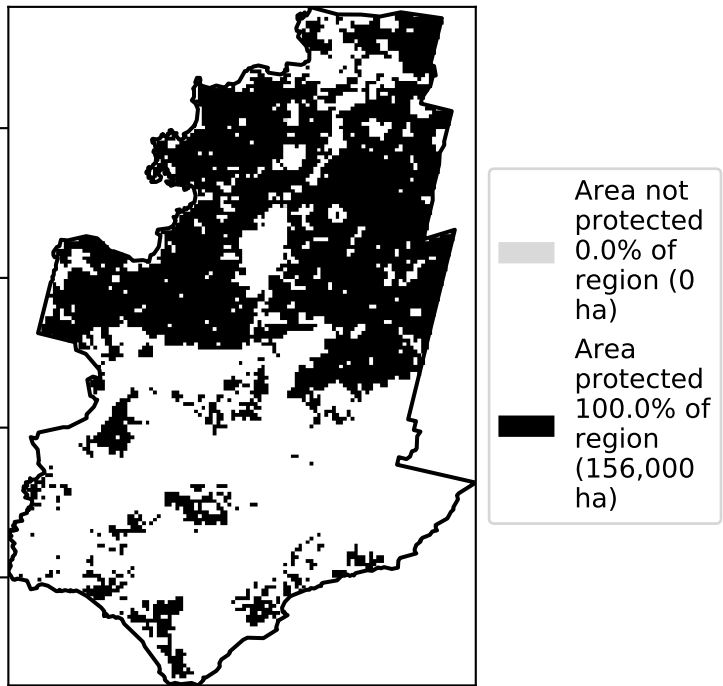 Area not
protected
0.0% of
region (0
ha)
Area
protected
100.0% of
region
(156,000
ha)